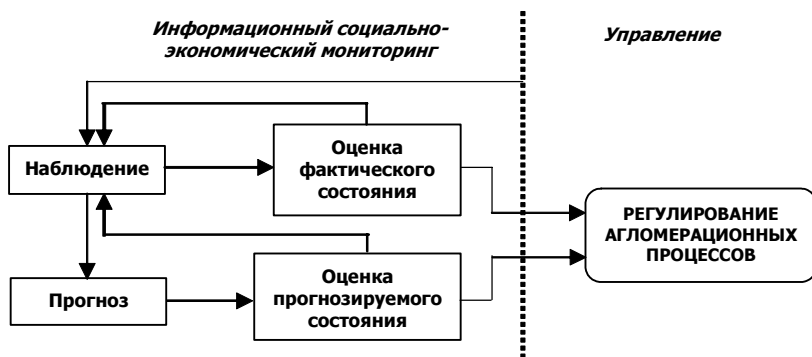 Информационный социально-
экономический мониторинг
Управление
Наблюдение
Оценка
фактического
состояния
РЕГУЛИРОВАНИЕ
АГЛОМЕРАЦИОННЫХ
ПРОЦЕССОВ
Прогноз
Оценка
прогнозируемого
состояния